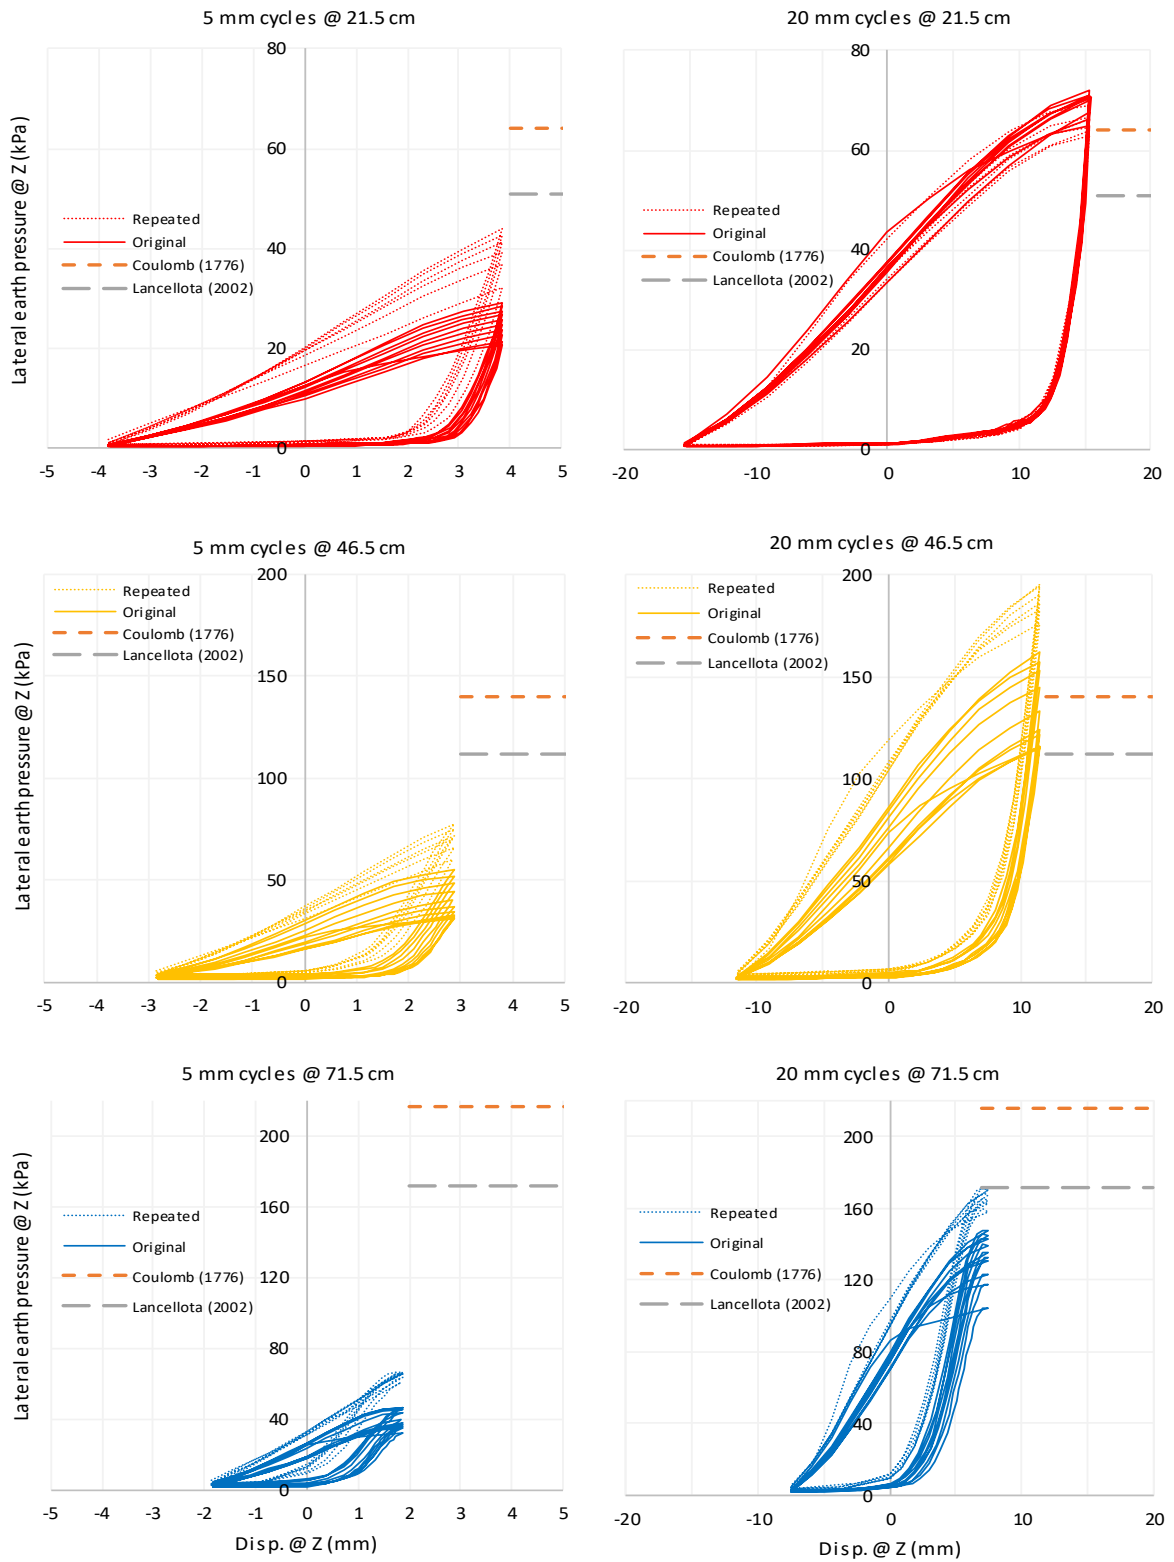 5 mm cycles @ 21.5 cm
80
60
40
20
0
-5 -4 -3 -2 -1 0 1 2 3 4 5
Lateral earth pressure @ Z (kPa)
Repeated
Original
Coulomb (1776)
Lancellota (2002)
20 mm cycles @ 21.5 cm
80
60
40
20
0
-20 -10 0 10 20
Repeated
Original
Coulomb (1776)
Lancellota (2002)
5 mm cycles @ 46.5 cm
200
150
100
50
0
-5 -4 -3 -2 -1 0 1 2 3 4 5
Lateral earth pressure @ Z (kPa)
Repeated
Original
Coulomb (1776)
Lancellota (2002)
20 mm cycles @ 46.5 cm
200
150
100
50
0
-20 -10 0 10 20
Repeated
Original
Coulomb (1776)
Lancellota (2002)
5 mm cycles @ 71.5 cm
200
160
120
80
40
0
-5 -4 -3 -2 -1 0 1 2 3 4 5
Lateral earth pressure @ Z (kPa)
Disp. @ Z (mm)
Repeated
Original
Coulomb (1776)
Lancellota (2002)
20 mm cycles @ 71.5 cm
200
160
120
80
40
0
-20 -10 0 10 20
Disp. @ Z (mm)
Repeated
Original
Coulomb (1776)
Lancellota (2002)